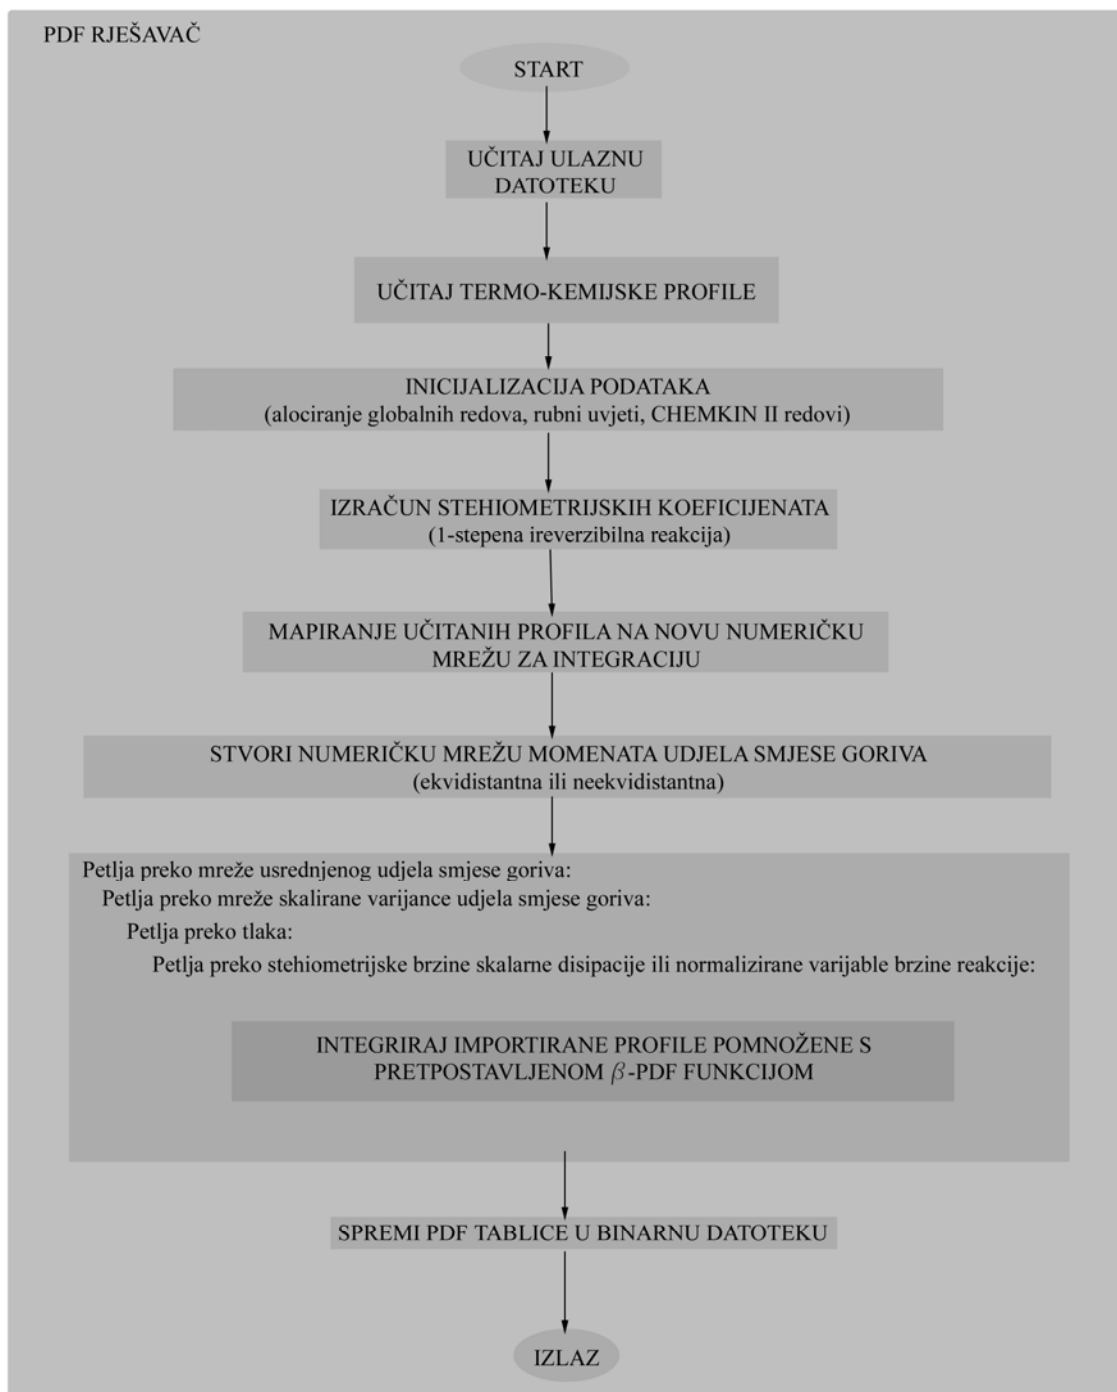 PDF RJEŠAVAČ
START
UČITAJ ULAZNU
DATOTEKU
UČITAJ TERMO-KEMIJSKE PROFILE
INICIJALIZACIJA PODATAKA
(alociranje globalnih redova, rubni uvjeti, CHEMKIN II redovi)
IZRAČUN STEHIOMETRIJSKIH KOEFICIJENATA
(1-stepena ireverzibilna reakcija)
MAPIRANJE UČITANIH PROFILA NA NOVU NUMERIČKU
MREŽU ZA INTEGRACIJU
STVORI NUMERIČKU MREŽU MOMENATA UDJELA SMJESE GORIVA
(ekvidistantna ili neekvidistantna)
Petlja preko mreže usrednjenog udjela smjese goriva:
Petlja preko mreže skalirane varijance udjela smjese goriva:
Petlja preko tlaka:
Petlja preko stehiometrijske brzine skalarne disipacije ili normalizirane varijable brzine reakcije:
INTEGRIRAJ IMPORTIRANE PROFILE POMNOŽENE S
PRETPOSTAVLJENOM β-PDF FUNKCIJOM
SPREMI PDF TABLICE U BINARNU DATOTEKU
IZLAZ